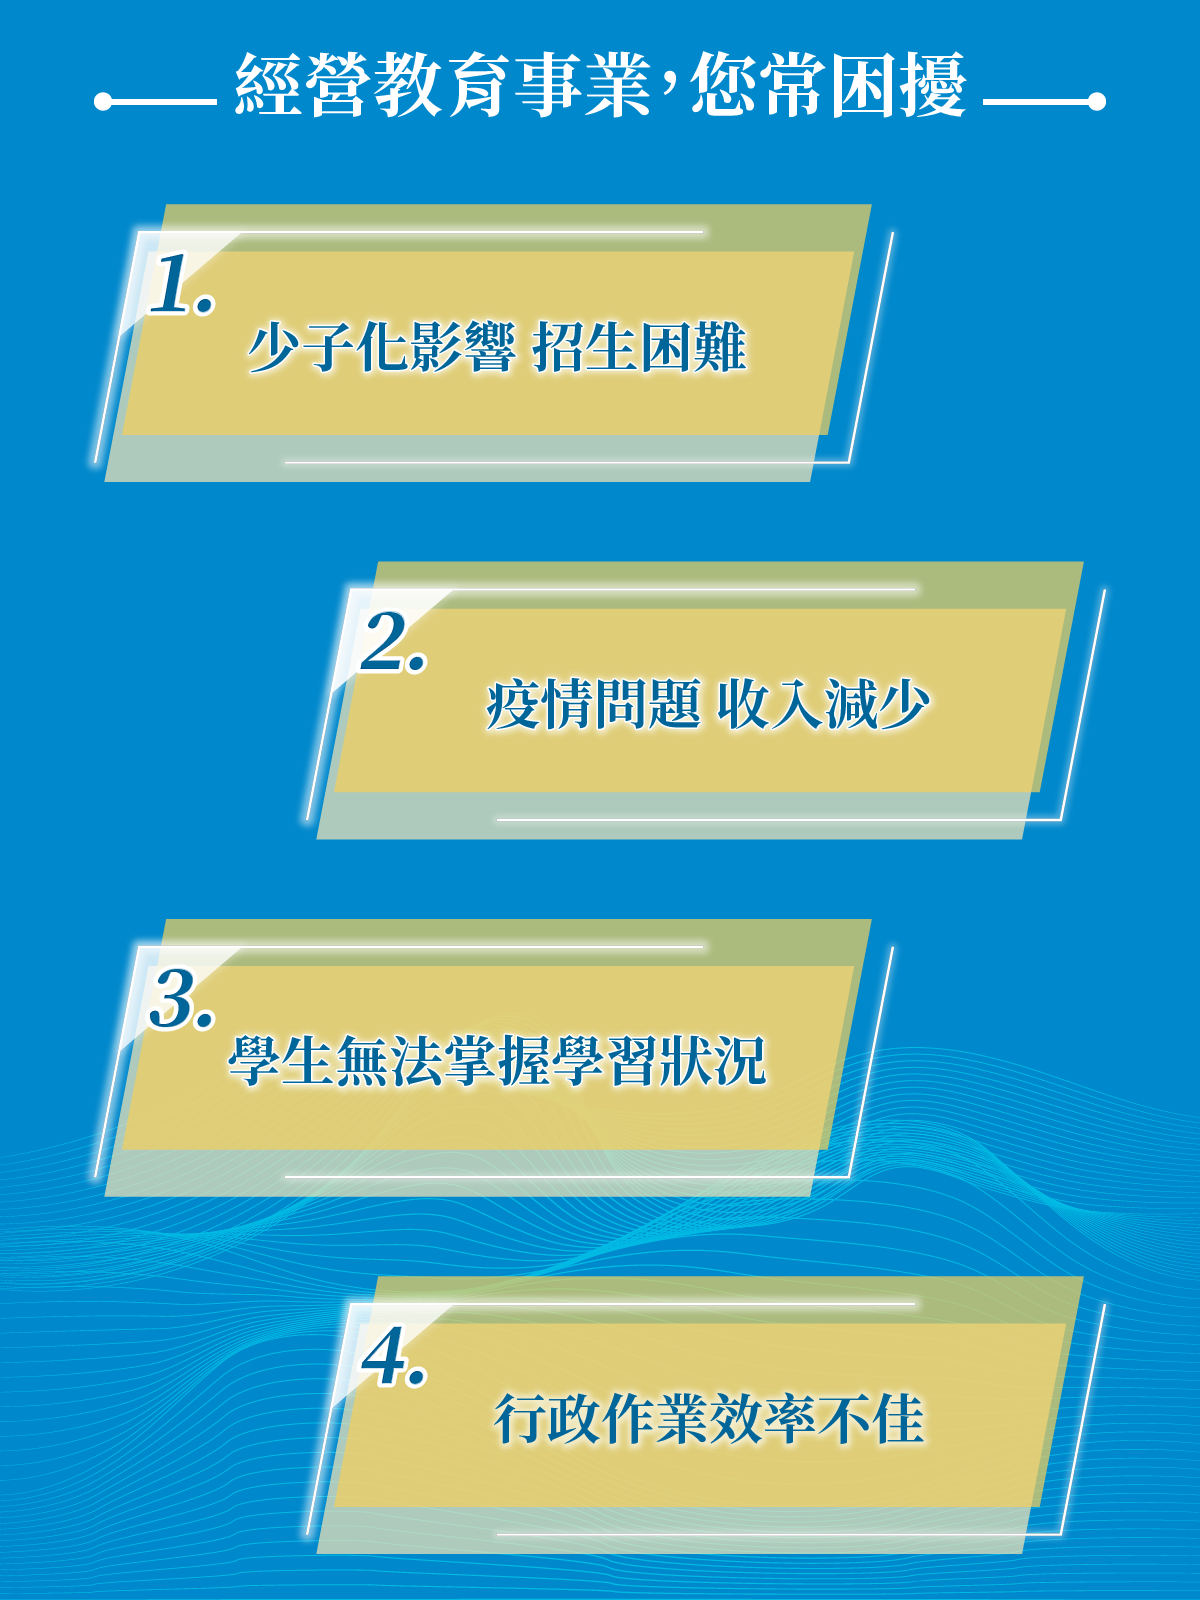 經營教育事業，您常困擾
1.
少子化影響 招生困難
2.
疫情問題 收入減少
3.
學生無法掌握學習狀況
4.
行政作業效率不佳